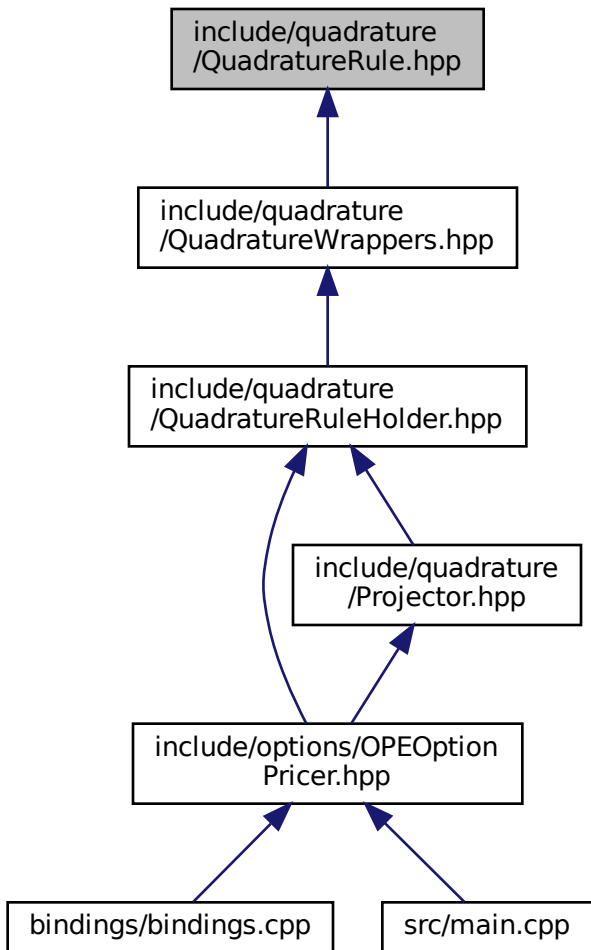 include/quadrature
/QuadratureRule.hpp
include/quadrature
/QuadratureWrappers.hpp
include/quadrature
/QuadratureRuleHolder.hpp
include/quadrature
/Projector.hpp
include/options/OPEOption
Pricer.hpp
bindings/bindings.cpp
src/main.cpp